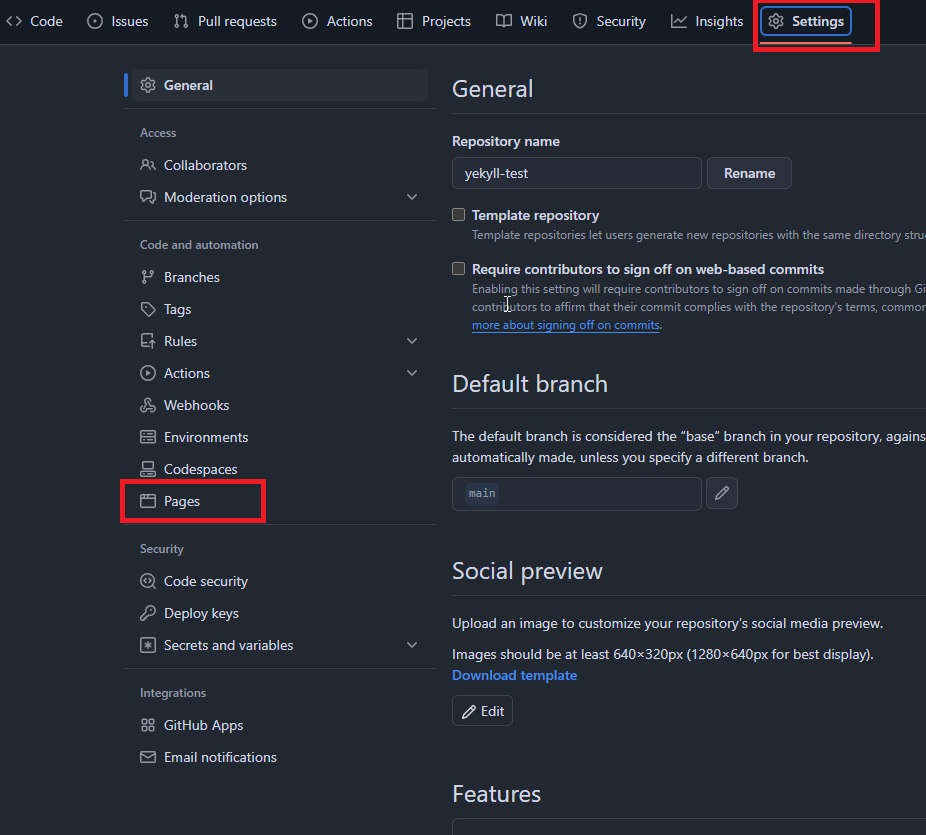 Code
Issues
Pull requests
Actions
Projects
Wiki
Security
Insights
Settings
General
Access
Collaborators
Moderation options
Code and automation
Branches
Tags
Rules
Actions
Webhooks
Environments
Codespaces
Pages
Security
Code security
Deploy keys
Secrets and variables
Integrations
GitHub Apps
Email notifications
General
Repository name
yekyll-test
Rename
Template repository
Template repositories let users generate new repositories with the same directory stru
Require contributors to sign off on web-based commits
Enabling this setting will require contributors to sign off on commits made through Gi
contributors to affirm that their commit complies with the repository's terms, common
more about signing off on commits.
Default branch
The default branch is considered the “base” branch in your repository, agains
automatically made, unless you specify a different branch.
main
Social preview
Upload an image to customize your repository’s social media preview.
Images should be at least 640×320px (1280×640px for best display).
Download template
Edit
Features